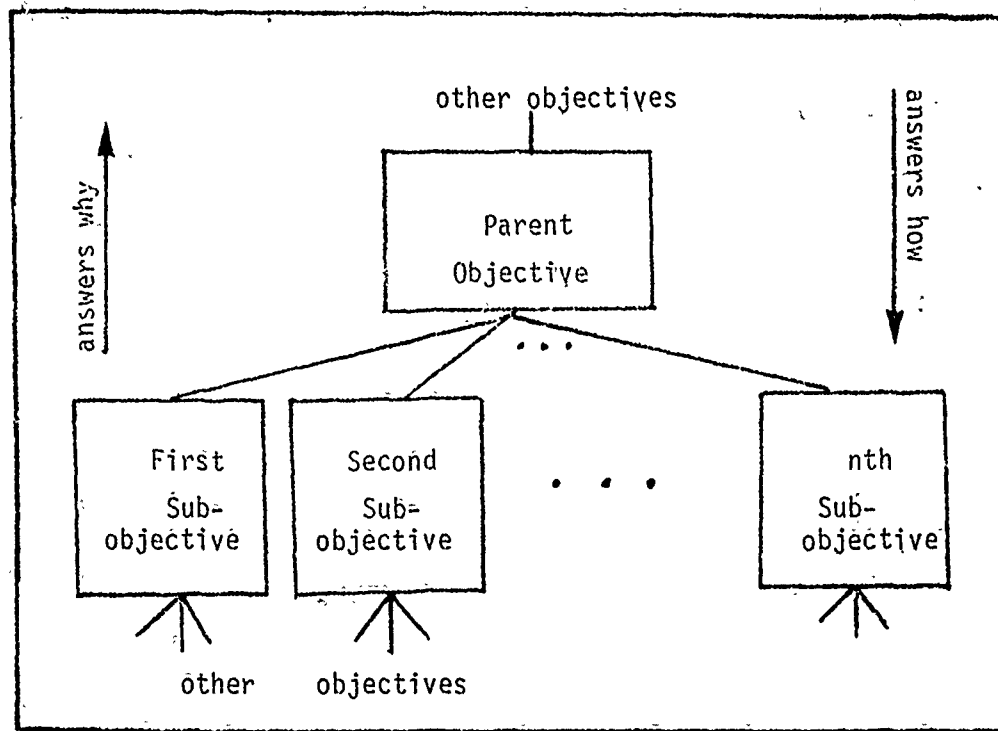 other objectives
answers why
answers how
Parent
Objective
. . .
First
Sub-
objective
Second
Sub-
objective
. . .
nth
Sub-
objective
other objectives